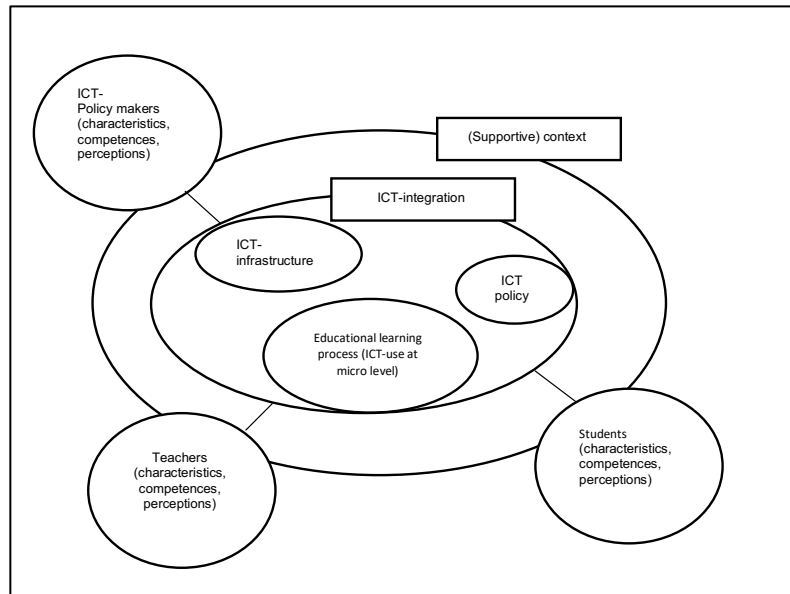 ICT-
Policy makers
(characteristics,
competences,
perceptions)
(Supportive) context
ICT-integration
ICT-
infrastructure
ICT
policy
Educational learning
process (ICT-use at
micro level)
Teachers
(characteristics,
competences,
perceptions)
Students
(characteristics,
competences,
perceptions)